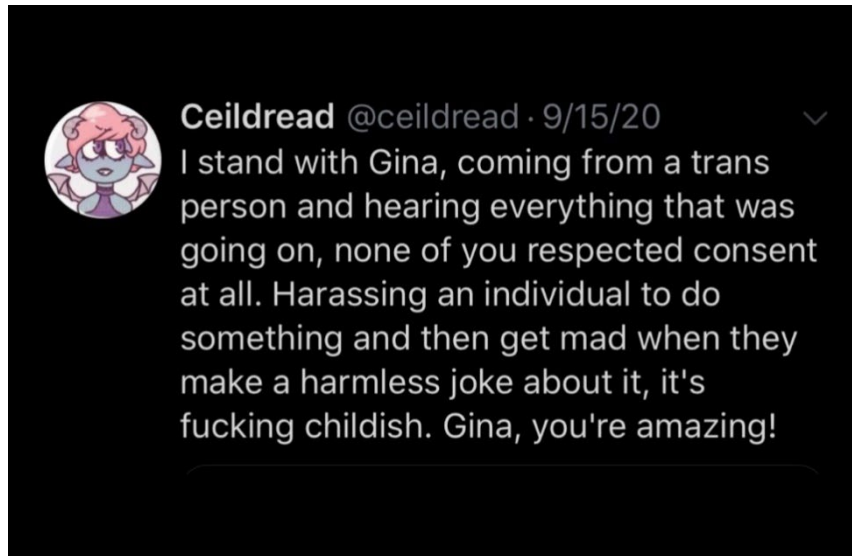 Ceildread @ceildread · 9/15/20
I stand with Gina, coming from a trans
person and hearing everything that was
going on, none of you respected consent
at all. Harassing an individual to do
something and then get mad when they
make a harmless joke about it, it's
fucking childish. Gina, you're amazing!